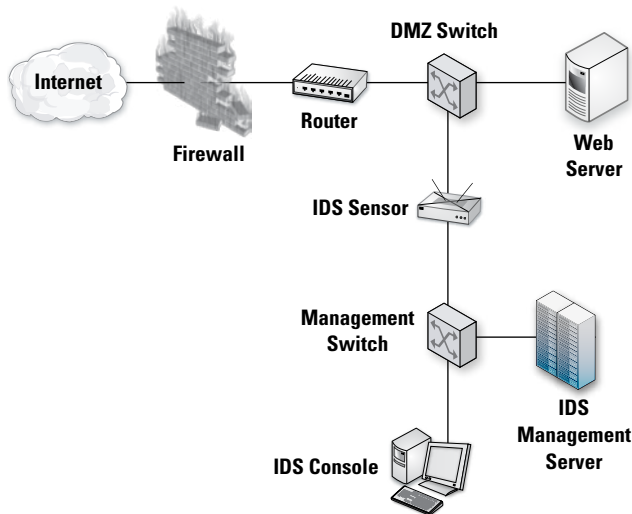 DMZ Switch
Internet
Router
Firewall
Web
Server
IDS Sensor
Management
Switch
IDS
Management
Server
IDS Console